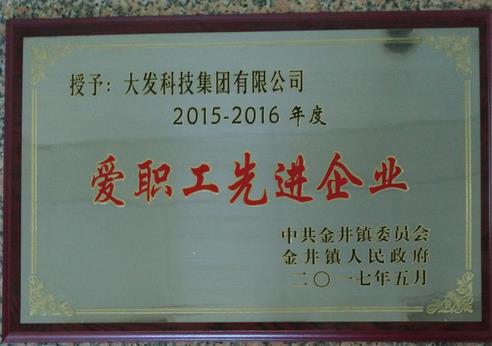 授予：大发科技集团有限公司
2015-2016 年度
爱职工先进企业
中共金井镇委员会
金井镇人民政府
二〇一七年五月